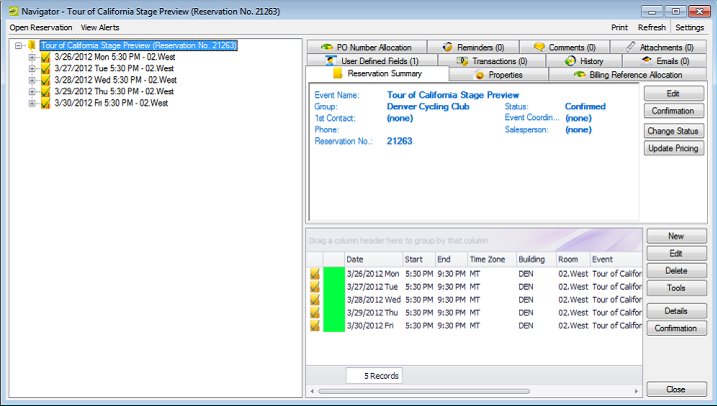 Navigator - Tour of California Stage Preview (Reservation No. 21263)
Open Reservation View Alerts Print Refresh Settings
Tour of California Stage Preview (Reservation No. 21263)
3/26/2012 Mon 5:30 PM - 02.West
3/27/2012 Tue 5:30 PM - 02.West
3/28/2012 Wed 5:30 PM - 02.West
3/29/2012 Thu 5:30 PM - 02.West
3/30/2012 Fri 5:30 PM - 02.West
PO Number Allocation Reminders (0) Comments (0) Attachments (0)
User Defined Fields (1) Transactions (0) History Emails (0)
Reservation Summary Properties Billing Reference Allocation
Event Name: Tour of California Stage Preview
Group: Denver Cycling Club Status: Confirmed
1st Contact: (none) Event Coordin... (none)
Phone: Salesperson: (none)
Reservation No.: 21263
Edit
Confirmation
Change Status
Update Pricing
Drag a column header here to group by that column
Date Start End Time Zone Building Room Event
3/26/2012 Mon 5:30 PM 9:30 PM MT DEN 02.West Tour of Califor
3/27/2012 Tue 5:30 PM 9:30 PM MT DEN 02.West Tour of Califor
3/28/2012 Wed 5:30 PM 9:30 PM MT DEN 02.West Tour of Califor
3/29/2012 Thu 5:30 PM 9:30 PM MT DEN 02.West Tour of Califor
3/30/2012 Fri 5:30 PM 9:30 PM MT DEN 02.West Tour of Califor
5 Records
New
Edit
Delete
Tools
Details
Confirmation
Close